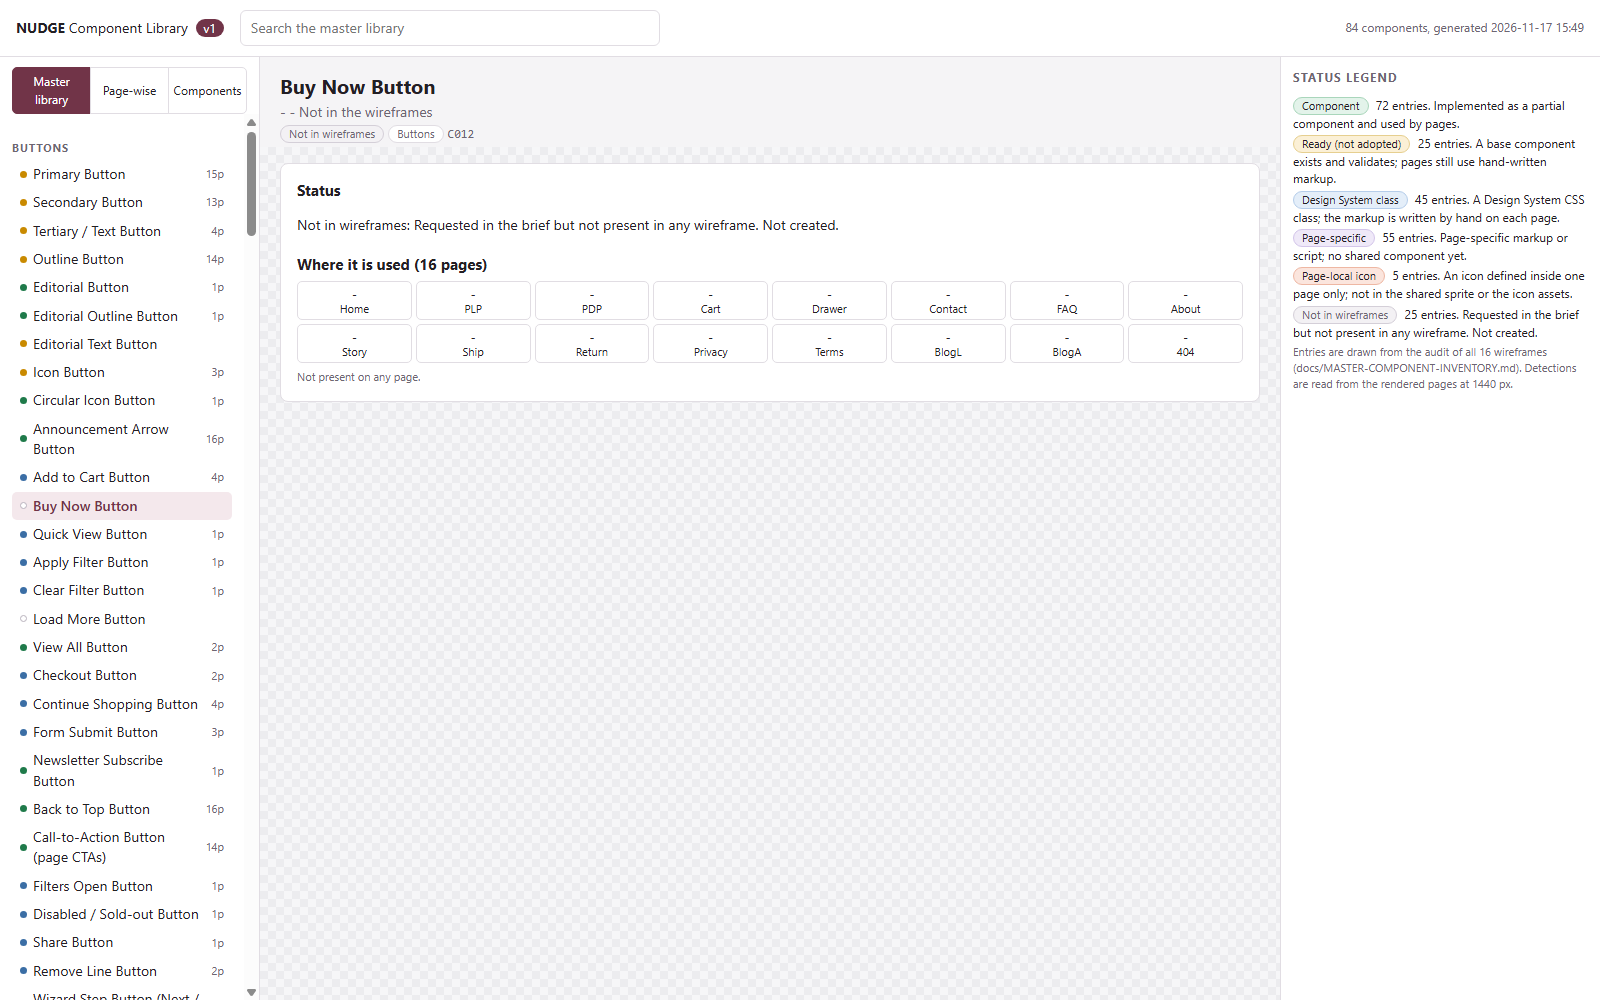 NUDGE Component Library v1
Search the master library
84 components, generated 2026-11-17 15:49
Master library
Page-wise
Components
BUTTONS
Primary Button 15p
Secondary Button 13p
Tertiary / Text Button 4p
Outline Button 14p
Editorial Button 1p
Editorial Outline Button 1p
Editorial Text Button
Icon Button 3p
Circular Icon Button 1p
Announcement Arrow
Button 16p
Add to Cart Button 4p
Buy Now Button
Quick View Button 1p
Apply Filter Button 1p
Clear Filter Button 1p
Load More Button
View All Button 2p
Checkout Button 2p
Continue Shopping Button 4p
Form Submit Button 3p
Newsletter Subscribe
Button 1p
Back to Top Button 16p
Call-to-Action Button
(page CTAs) 14p
Filters Open Button 1p
Disabled / Sold-out Button 1p
Share Button 1p
Remove Line Button 2p
Wizard Step Button (Next /
Buy Now Button
- - Not in the wireframes
Not in wireframes Buttons C012
Status
Not in wireframes: Requested in the brief but not present in any wireframe. Not created.
Where it is used (16 pages)
- - - - - - - -
Home PLP PDP Cart Drawer Contact FAQ About
- - - - - - - -
Story Ship Return Privacy Terms BlogL BlogA 404
Not present on any page.
STATUS LEGEND
Component 72 entries. Implemented as a partial
component and used by pages.
Ready (not adopted) 25 entries. A base component
exists and validates; pages still use hand-written
markup.
Design System class 45 entries. A Design System CSS
class; the markup is written by hand on each page.
Page-specific 55 entries. Page-specific markup or
script; no shared component yet.
Page-local icon 5 entries. An icon defined inside one
page only; not in the shared sprite or the icon assets.
Not in wireframes 25 entries. Requested in the brief
but not present in any wireframe. Not created.
Entries are drawn from the audit of all 16 wireframes
(docs/MASTER-COMPONENT-INVENTORY.md). Detections
are read from the rendered pages at 1440 px.